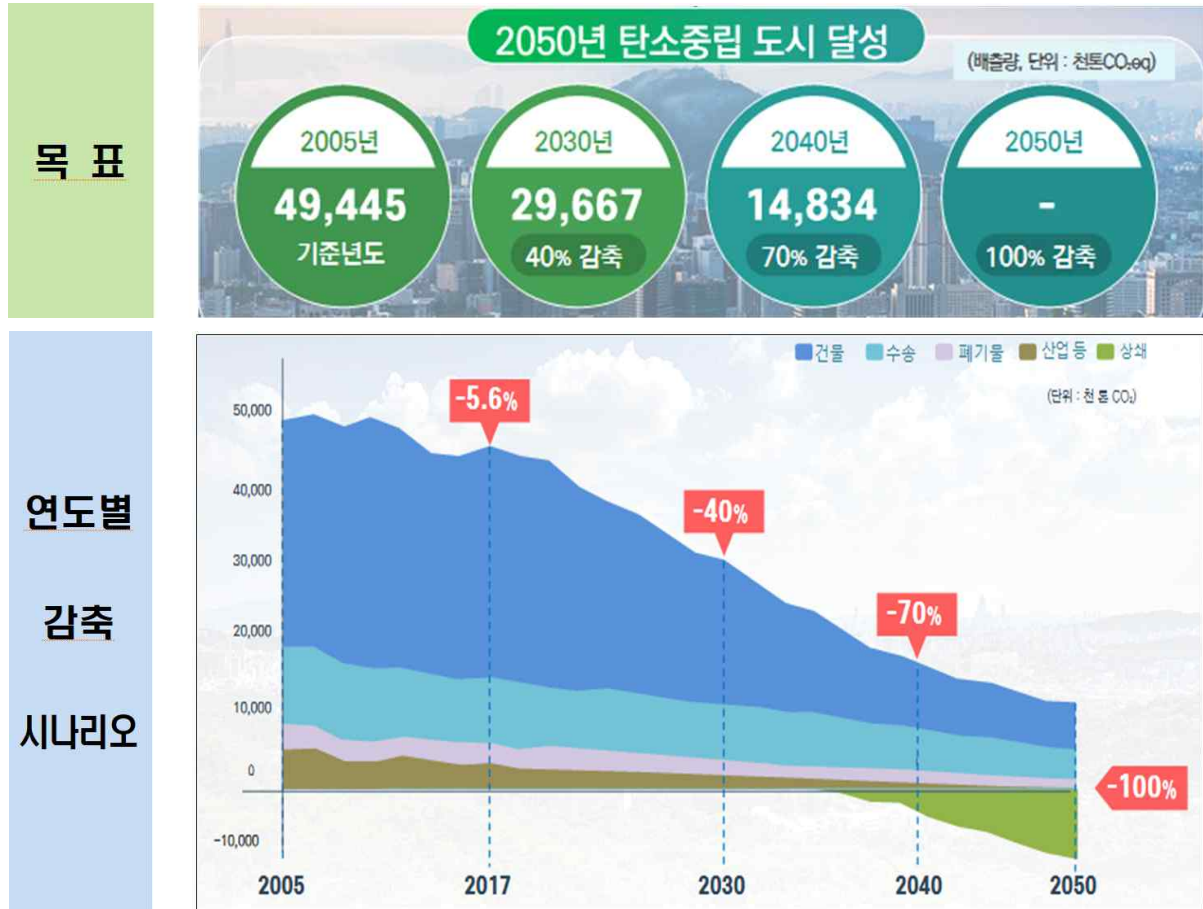 목 표
2050년 탄소중립 도시 달성
(배출량, 단위 : 천톤CO₂eq)
2005년
49,445
기준년도
2030년
29,667
40% 감축
2040년
14,834
70% 감축
2050년
-
100% 감축
연도별
감축
시나리오
건물 수송 폐기물 산업 등 상쇄
(단위 : 천 톤 CO₂)
50,000
40,000
30,000
20,000
10,000
0
-10,000
-5.6%
-40%
-70%
-100%
2005 2017 2030 2040 2050